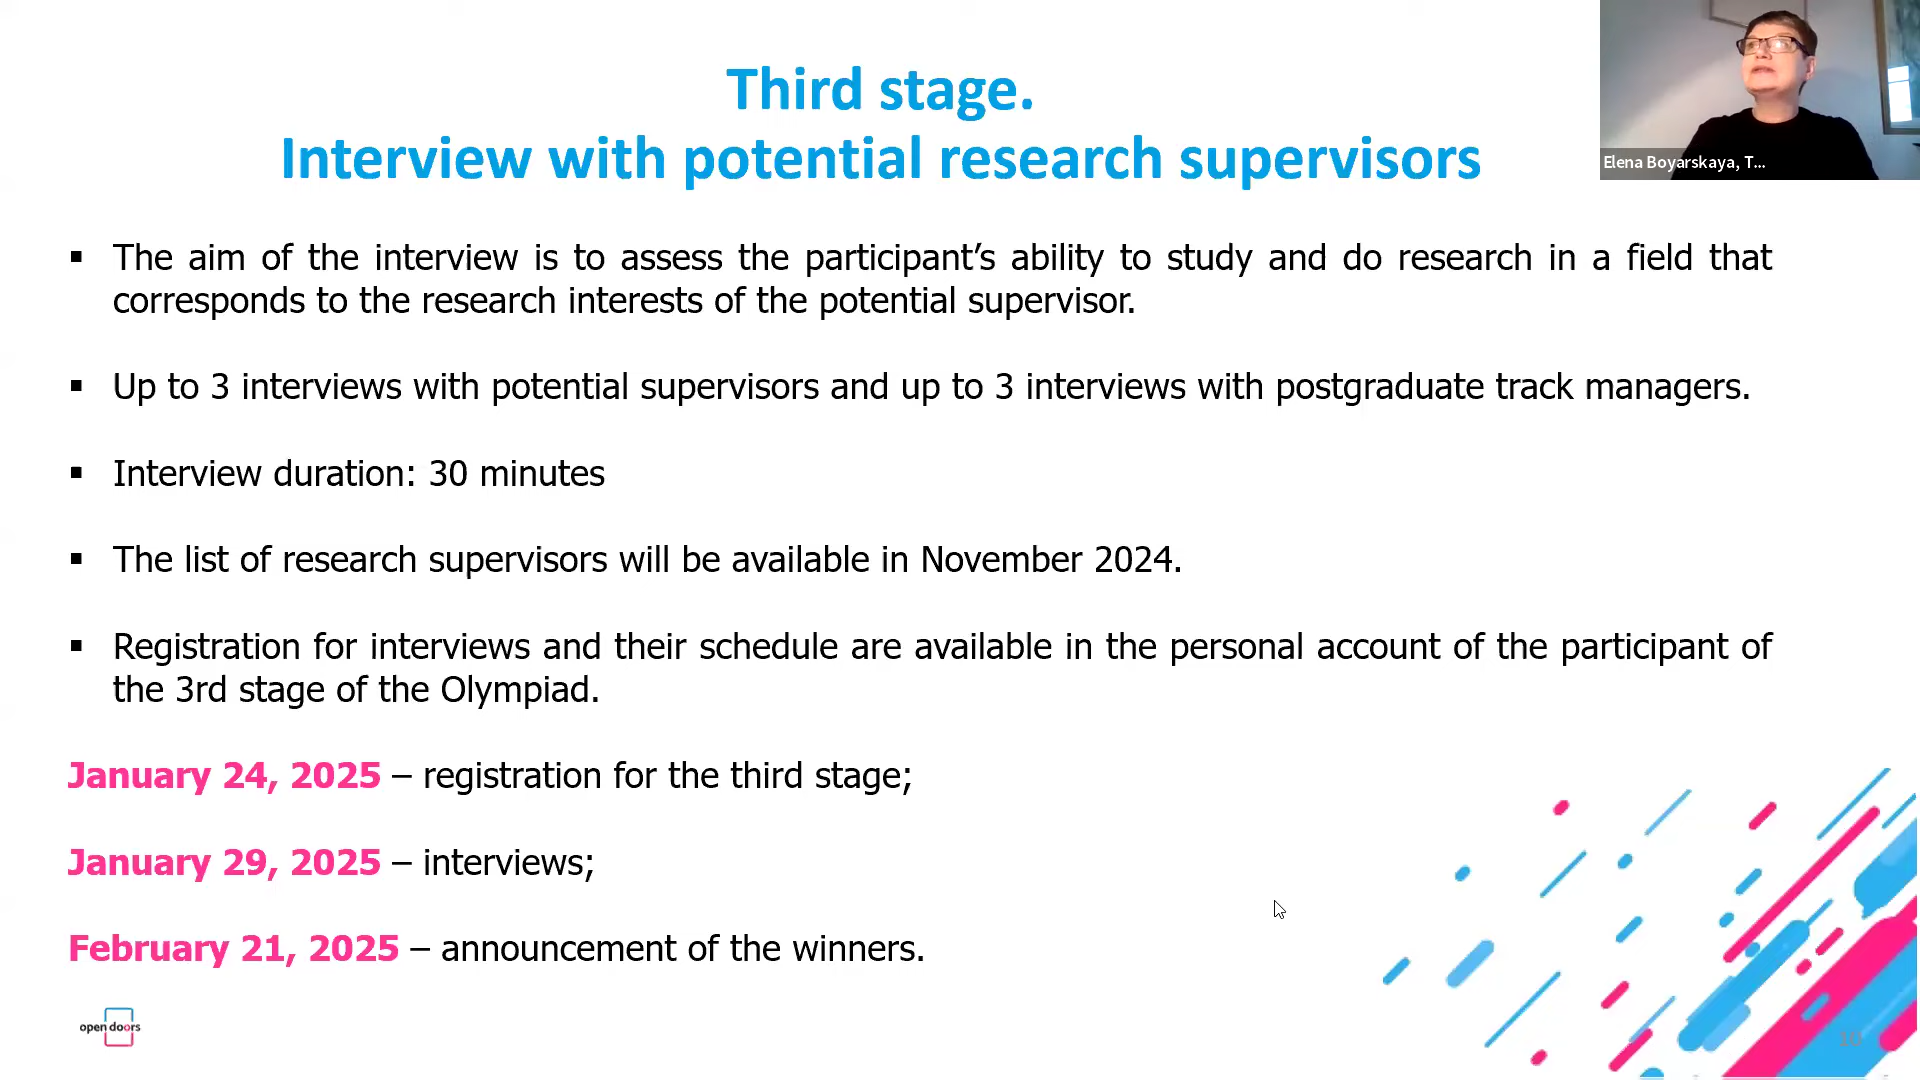 Third stage.
Interview with potential research supervisors
Elena Boyarskaya, T...
▪ The aim of the interview is to assess the participant’s ability to study and do research in a field that
corresponds to the research interests of the potential supervisor.
▪ Up to 3 interviews with potential supervisors and up to 3 interviews with postgraduate track managers.
▪ Interview duration: 30 minutes
▪ The list of research supervisors will be available in November 2024.
▪ Registration for interviews and their schedule are available in the personal account of the participant of
the 3rd stage of the Olympiad.
January 24, 2025 – registration for the third stage;
January 29, 2025 – interviews;
February 21, 2025 – announcement of the winners.
open doors